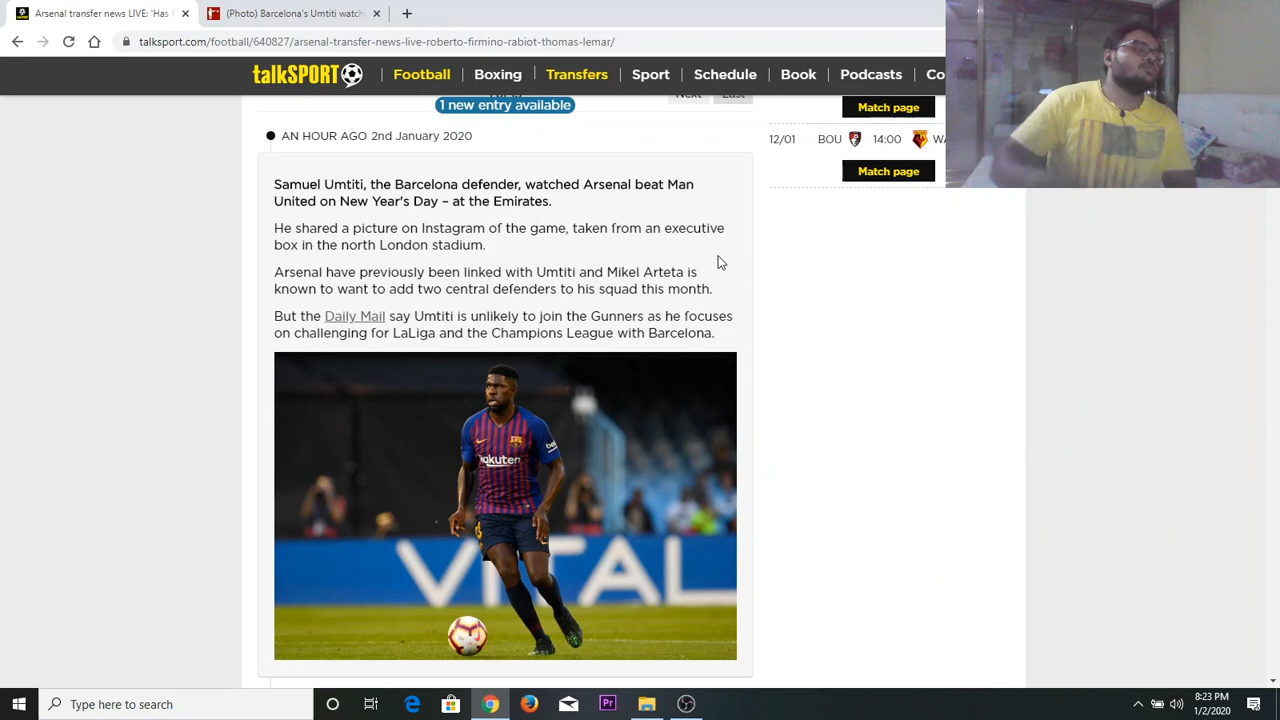 Arsenal transfer news LIVE: 'Has F
(Photo) Barcelona's Umtiti watch
talksport.com/football/640827/arsenal-transfer-news-live-roberto-firmino-rabiot-thomas-lemar/
talkSPORT
Football
Boxing
Transfers
Sport
Schedule
Book
Podcasts
Co
Next
Last
1 new entry available
Match page
AN HOUR AGO 2nd January 2020
12/01 BOU 14:00 WA
Match page
Samuel Umtiti, the Barcelona defender, watched Arsenal beat Man
United on New Year's Day – at the Emirates.
He shared a picture on Instagram of the game, taken from an executive
box in the north London stadium.
Arsenal have previously been linked with Umtiti and Mikel Arteta is
known to want to add two central defenders to his squad this month.
But the Daily Mail say Umtiti is unlikely to join the Gunners as he focuses
on challenging for LaLiga and the Champions League with Barcelona.
Rakuten
beko
VITAL
Type here to search
Pr
8:23 PM
1/2/2020